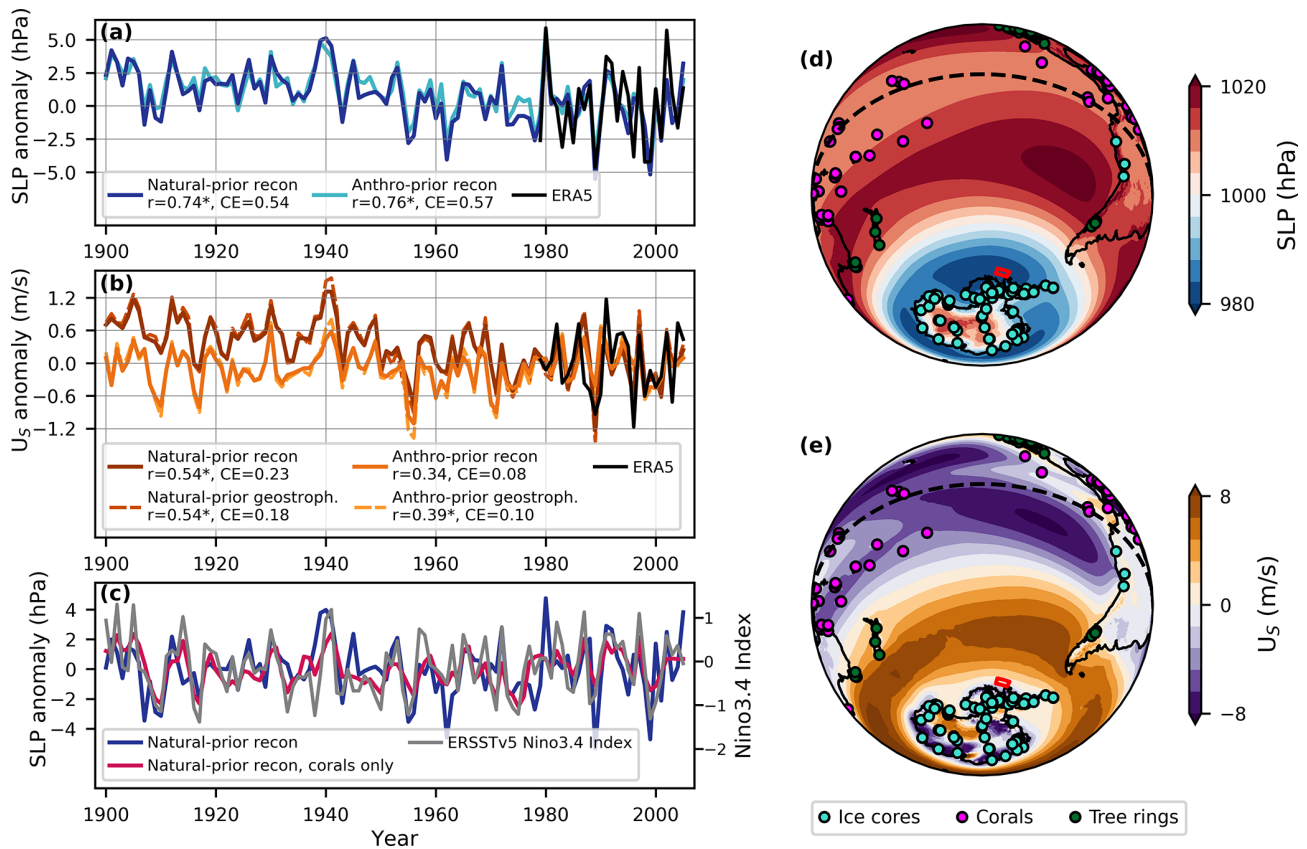 (a)
SLP anomaly (hPa)
5.0
2.5
0.0
−2.5
−5.0
Natural-prior recon
r=0.74*, CE=0.54
Anthro-prior recon
r=0.76*, CE=0.57
ERA5
1900 1920 1940 1960 1980 2000
(b)
U_S anomaly (m/s)
1.2
0.6
0.0
−0.6
−1.2
Natural-prior recon
r=0.54*, CE=0.23
Natural-prior geostroph.
r=0.54*, CE=0.18
Anthro-prior recon
r=0.34, CE=0.08
Anthro-prior geostroph.
r=0.39*, CE=0.10
ERA5
1900 1920 1940 1960 1980 2000
(c)
SLP anomaly (hPa)
4
2
0
−2
−4
Natural-prior recon
Natural-prior recon, corals only
ERSSTv5 Nino3.4 Index
1
0
−1
−2
Nino3.4 Index
1900 1920 1940 1960 1980 2000
Year
(d)
1020
1000
980
SLP (hPa)
(e)
8
0
−8
U_S (m/s)
Ice cores
Corals
Tree rings